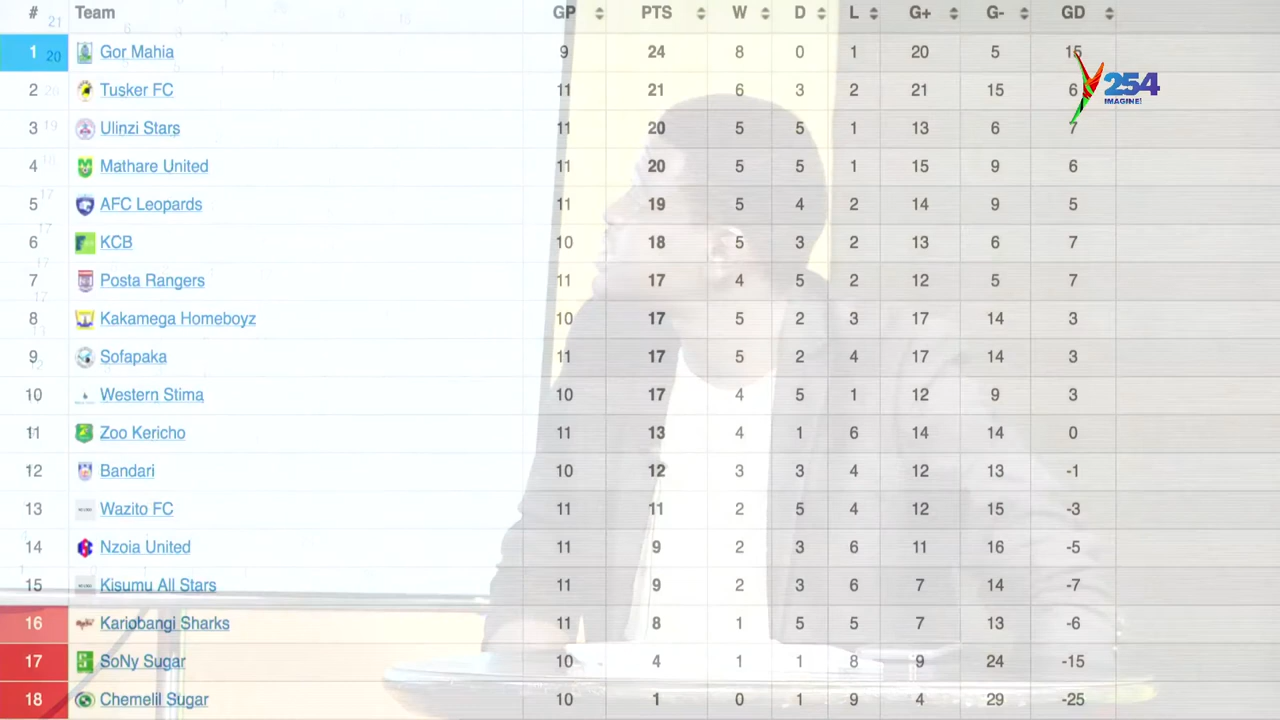 # Team GP PTS W D L G+ G- GD
1 Gor Mahia 9 24 8 0 1 20 5 15
2 Tusker FC 11 21 6 3 2 21 15 6
254
IMAGINE!
3 Ulinzi Stars 11 20 5 5 1 13 6 7
4 Mathare United 11 20 5 5 1 15 9 6
5 AFC Leopards 11 19 5 4 2 14 9 5
6 KCB 10 18 5 3 2 13 6 7
7 Posta Rangers 11 17 4 5 2 12 5 7
8 Kakamega Homeboyz 10 17 5 2 3 17 14 3
9 Sofapaka 11 17 5 2 4 17 14 3
10 Western Stima 10 17 4 5 1 12 9 3
11 Zoo Kericho 11 13 4 1 6 14 14 0
12 Bandari 10 12 3 3 4 12 13 -1
13 Wazito FC 11 11 2 5 4 12 15 -3
14 Nzoia United 11 9 2 3 6 11 16 -5
15 Kisumu All Stars 11 9 2 3 6 7 14 -7
16 Kariobangi Sharks 11 8 1 5 5 7 13 -6
17 SoNy Sugar 10 4 1 1 8 9 24 -15
18 Chemelil Sugar 10 1 0 1 9 4 29 -25